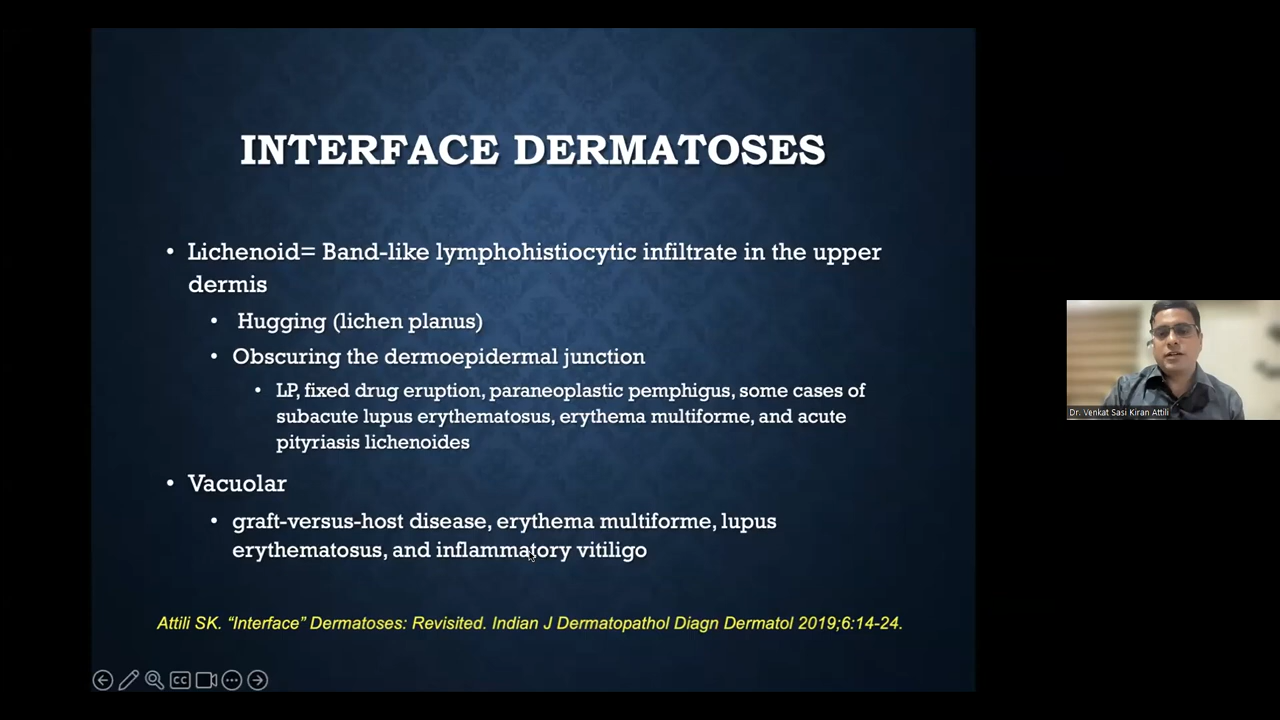 INTERFACE DERMATOSES
• Lichenoid= Band-like lymphohistiocytic infiltrate in the upper
dermis
• Hugging (lichen planus)
• Obscuring the dermoepidermal junction
• LP, fixed drug eruption, paraneoplastic pemphigus, some cases of
subacute lupus erythematosus, erythema multiforme, and acute
pityriasis lichenoides
• Vacuolar
• graft-versus-host disease, erythema multiforme, lupus
erythematosus, and inflammatory vitiligo
Attili SK. “Interface” Dermatoses: Revisited. Indian J Dermatopathol Diagn Dermatol 2019;6:14-24.
CC
Dr. Venkat Sasi Kiran Attili